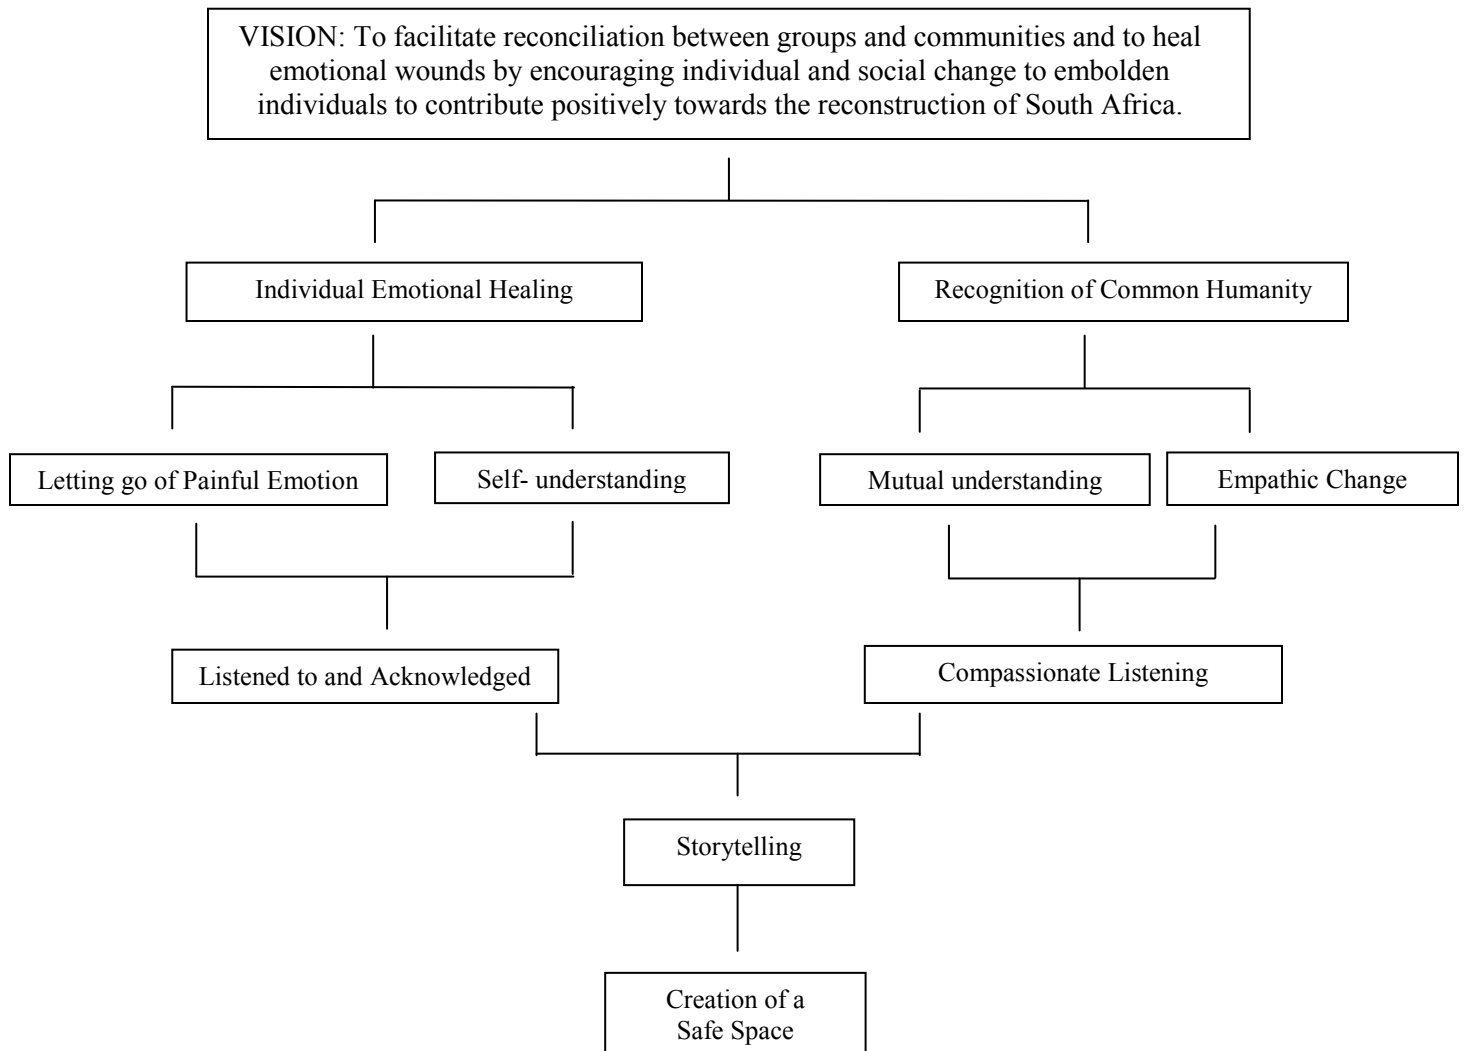 VISION: To facilitate reconciliation between groups and communities and to heal
emotional wounds by encouraging individual and social change to embolden
individuals to contribute positively towards the reconstruction of South Africa.
Individual Emotional Healing
Recognition of Common Humanity
Letting go of Painful Emotion
Self- understanding
Mutual understanding
Empathic Change
Listened to and Acknowledged
Compassionate Listening
Storytelling
Creation of a
Safe Space